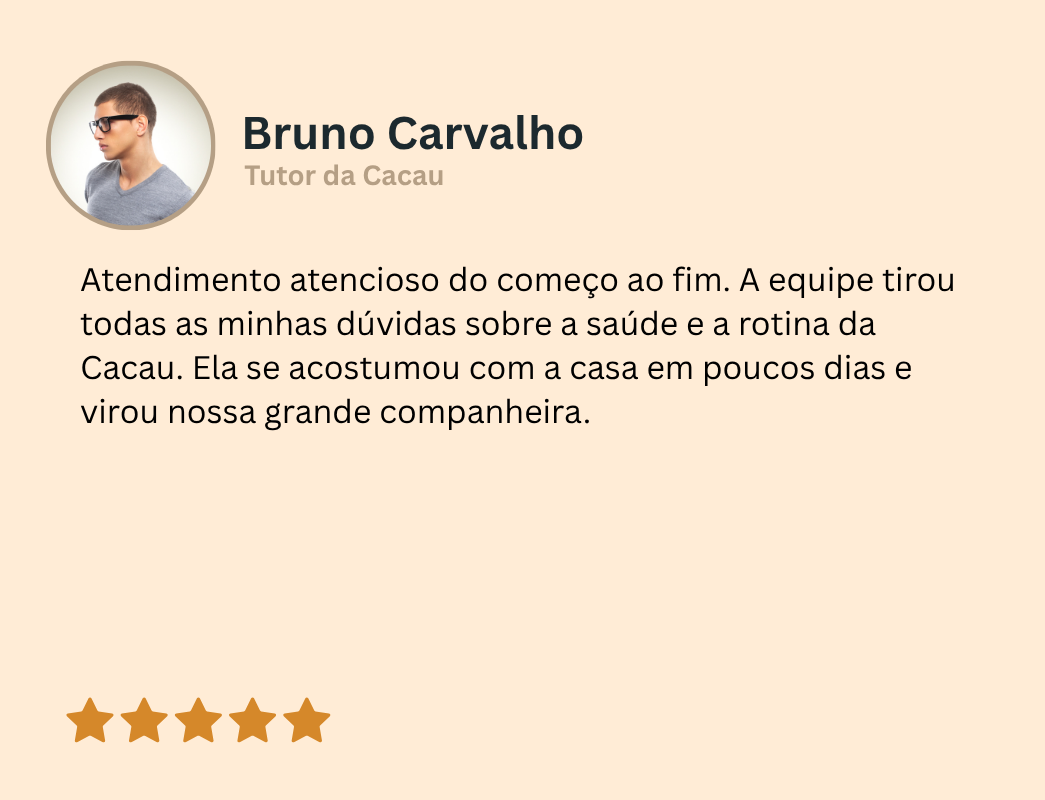 Bruno Carvalho
Tutor da Cacau
Atendimento atencioso do começo ao fim. A equipe tirou
todas as minhas dúvidas sobre a saúde e a rotina da
Cacau. Ela se acostumou com a casa em poucos dias e
virou nossa grande companheira.